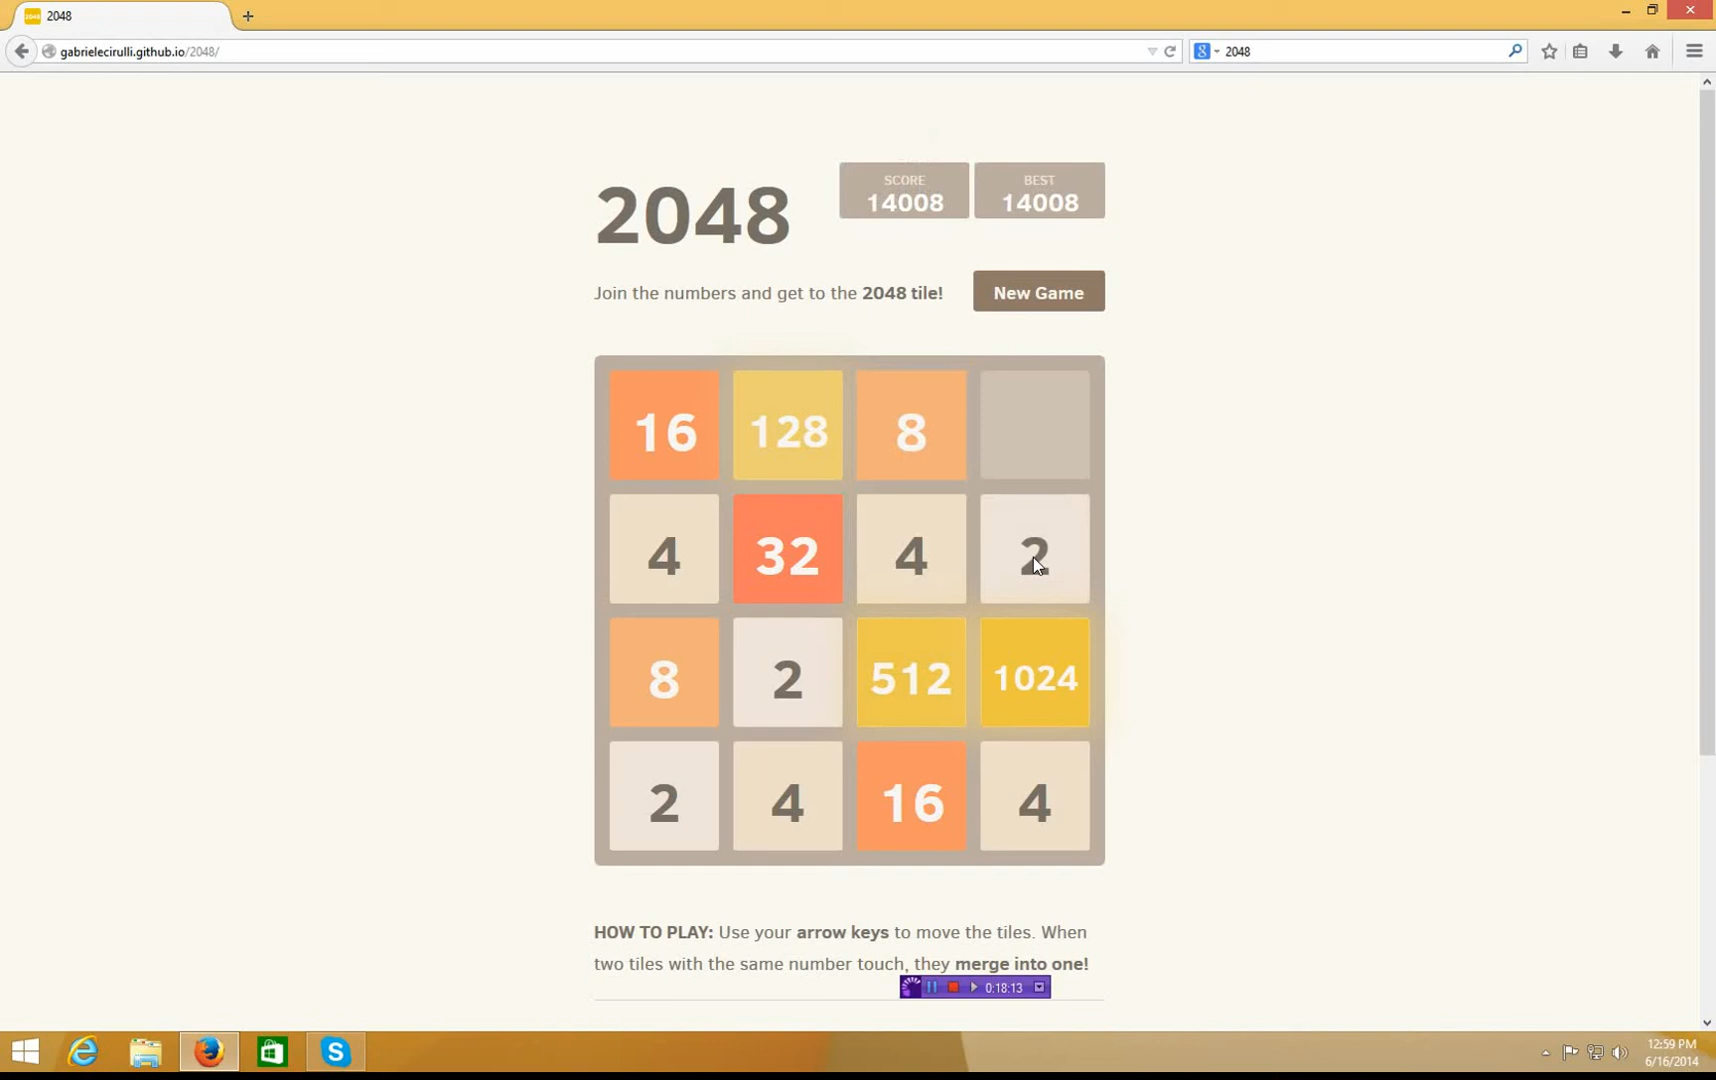 2048
gabrielecirulli.github.io/2048/
2048
2048
SCORE
14008
BEST
14008
Join the numbers and get to the 2048 tile!
New Game
16 128 8
4 32 4 2
8 2 512 1024
2 4 16 4
HOW TO PLAY: Use your arrow keys to move the tiles. When
two tiles with the same number touch, they merge into one!
0:18:13
12:59 PM
6/16/2014